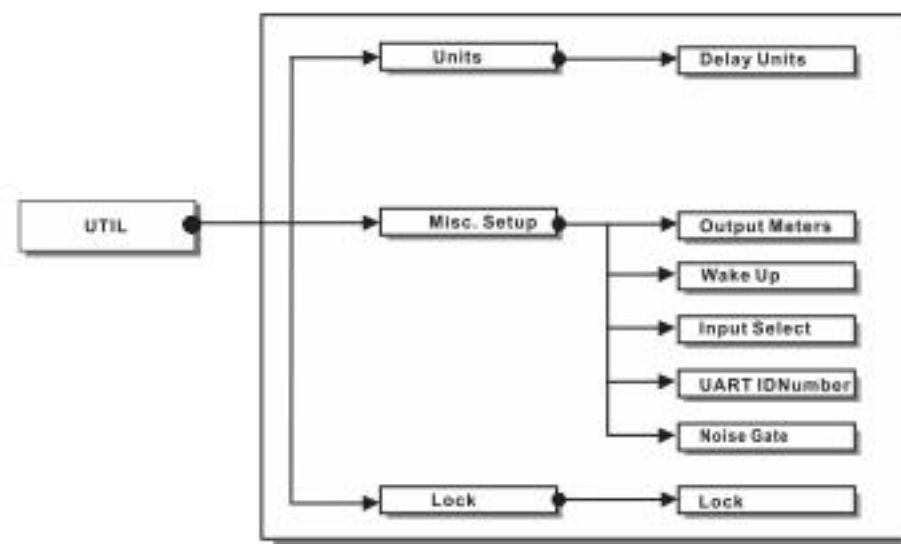 Units
Delay Units
UTIL
Misc. Setup
Output Meters
Wake Up
Input Select
UART IDNumber
Noise Gate
Lock
Lock